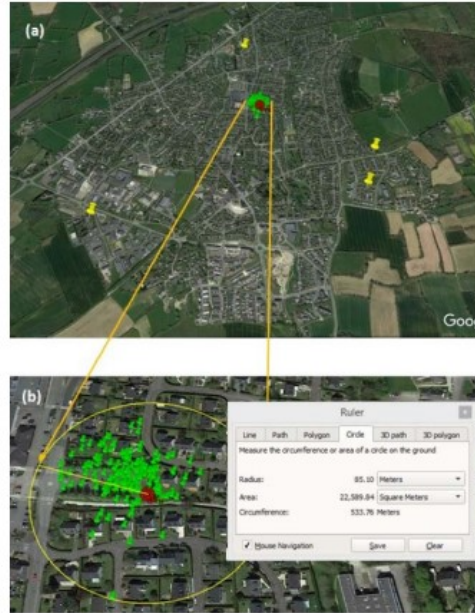 (a)
Goo
(b)
Ruler
Line Path Polygon Circle 3D path 3D polygon
Measure the circumference or area of a circle on the ground
Radius: 85.10 Meters
Area: 22,589.84 Square Meters
Circumference: 533.76 Meters
Mouse Navigation Save Clear